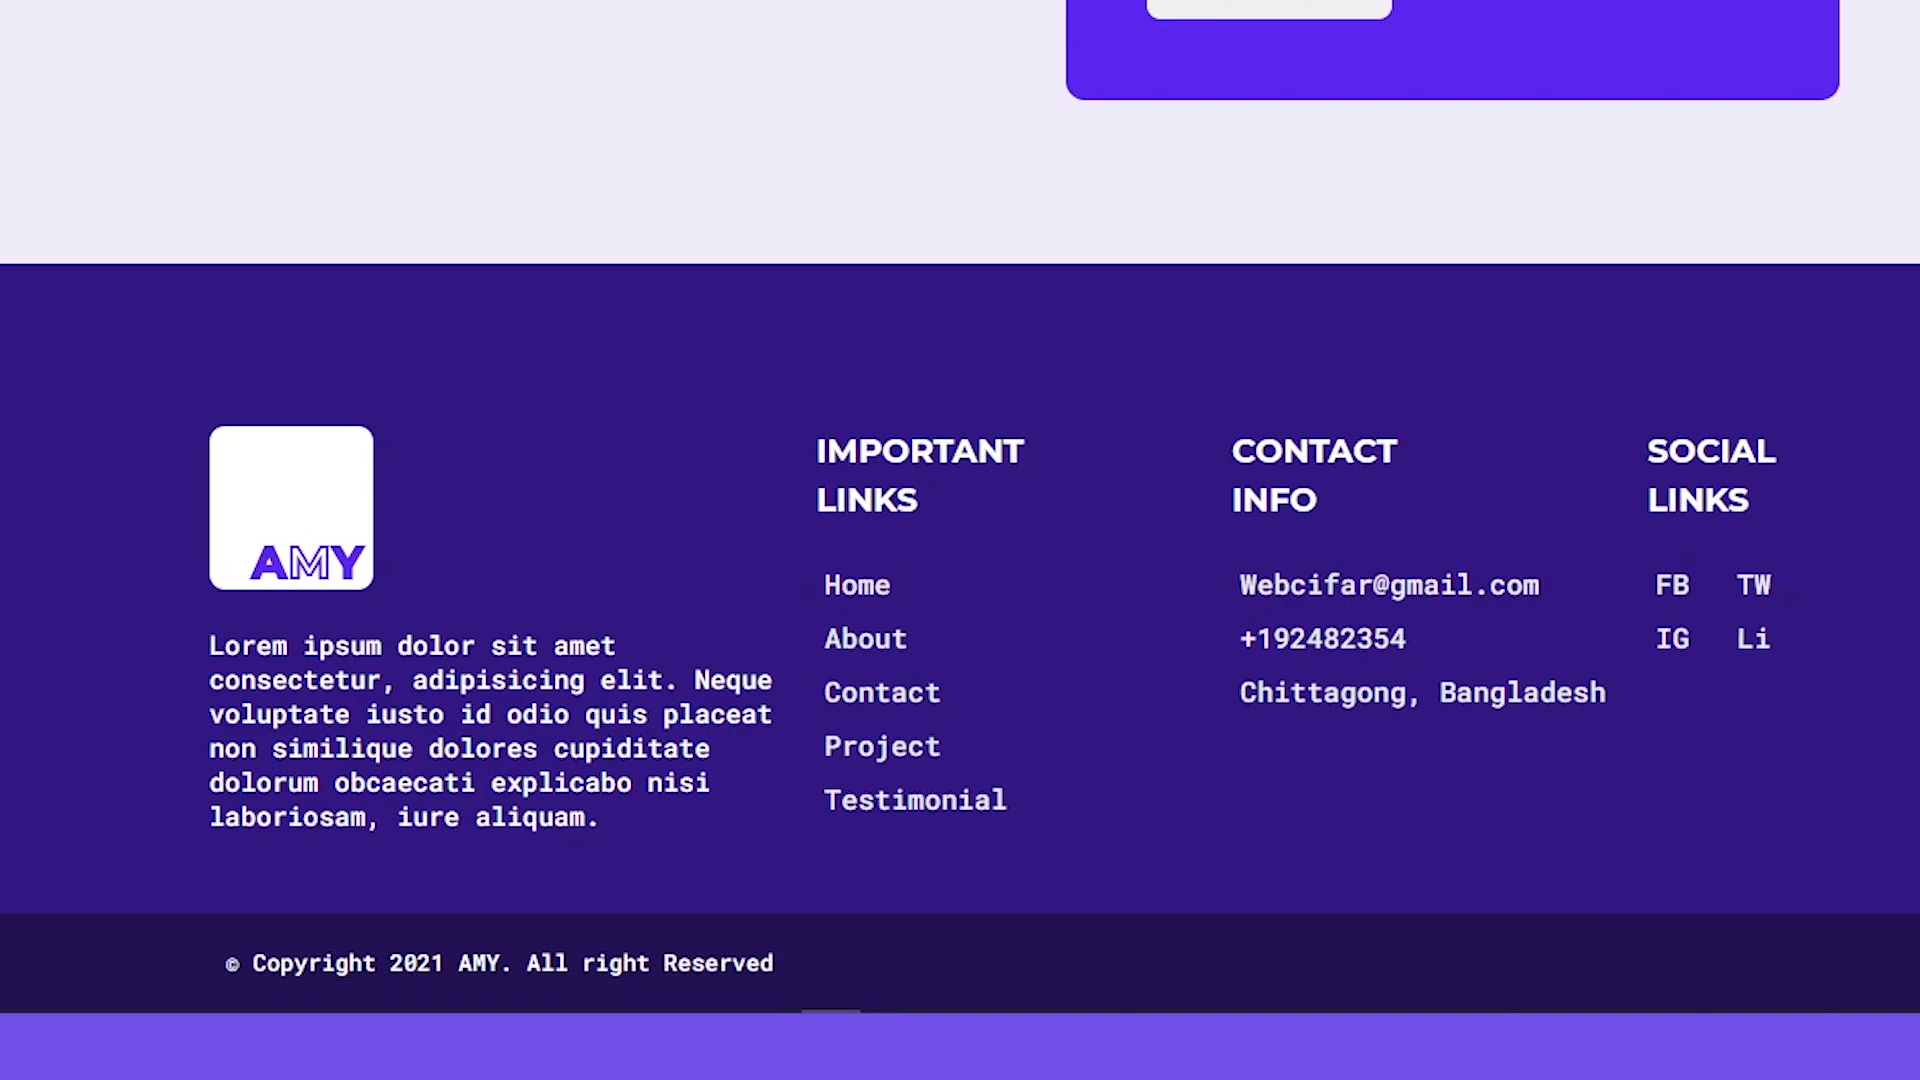 AMY
Lorem ipsum dolor sit amet
consectetur, adipisicing elit. Neque
voluptate iusto id odio quis placeat
non similique dolores cupiditate
dolorum obcaecati explicabo nisi
laboriosam, iure aliquam.
IMPORTANT
LINKS
Home
About
Contact
Project
Testimonial
CONTACT
INFO
Webcifar@gmail.com
+192482354
Chittagong, Bangladesh
SOCIAL
LINKS
FB TW
IG Li
© Copyright 2021 AMY. All right Reserved